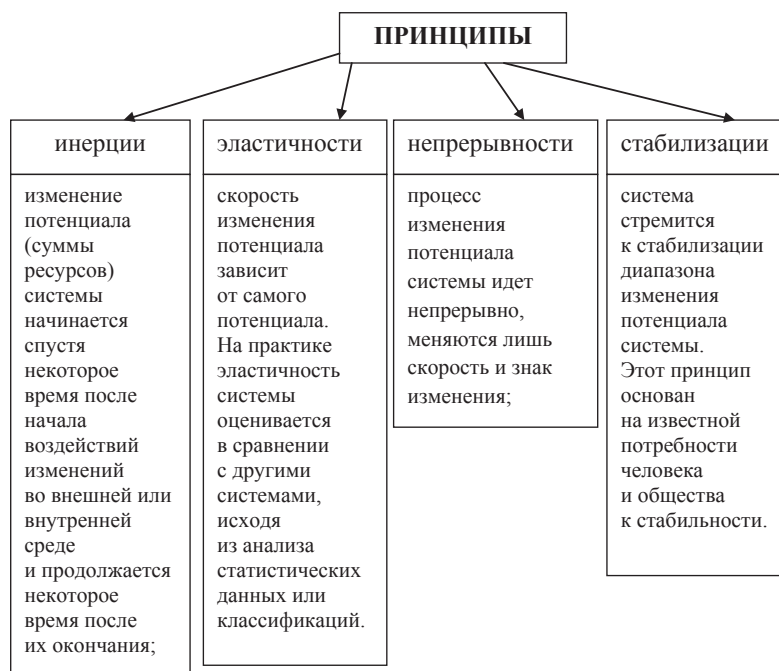 ПРИНЦИПЫ
инерции
изменение
потенциала
(суммы
ресурсов)
системы
начинается
спустя
некоторое
время после
начала
воздействий
изменений
во внешней или
внутренней
среде
и продолжается
некоторое
время после
их окончания;
эластичности
скорость
изменения
потенциала
зависит
от самого
потенциала.
На практике
эластичность
системы
оценивается
в сравнении
с другими
системами,
исходя
из анализа
статистических
данных или
классификаций.
непрерывности
процесс
изменения
потенциала
системы идет
непрерывно,
меняются лишь
скорость и знак
изменения;
стабилизации
система
стремится
к стабилизации
диапазона
изменения
потенциала
системы.
Этот принцип
основан
на известной
потребности
человека
и общества
к стабильности.